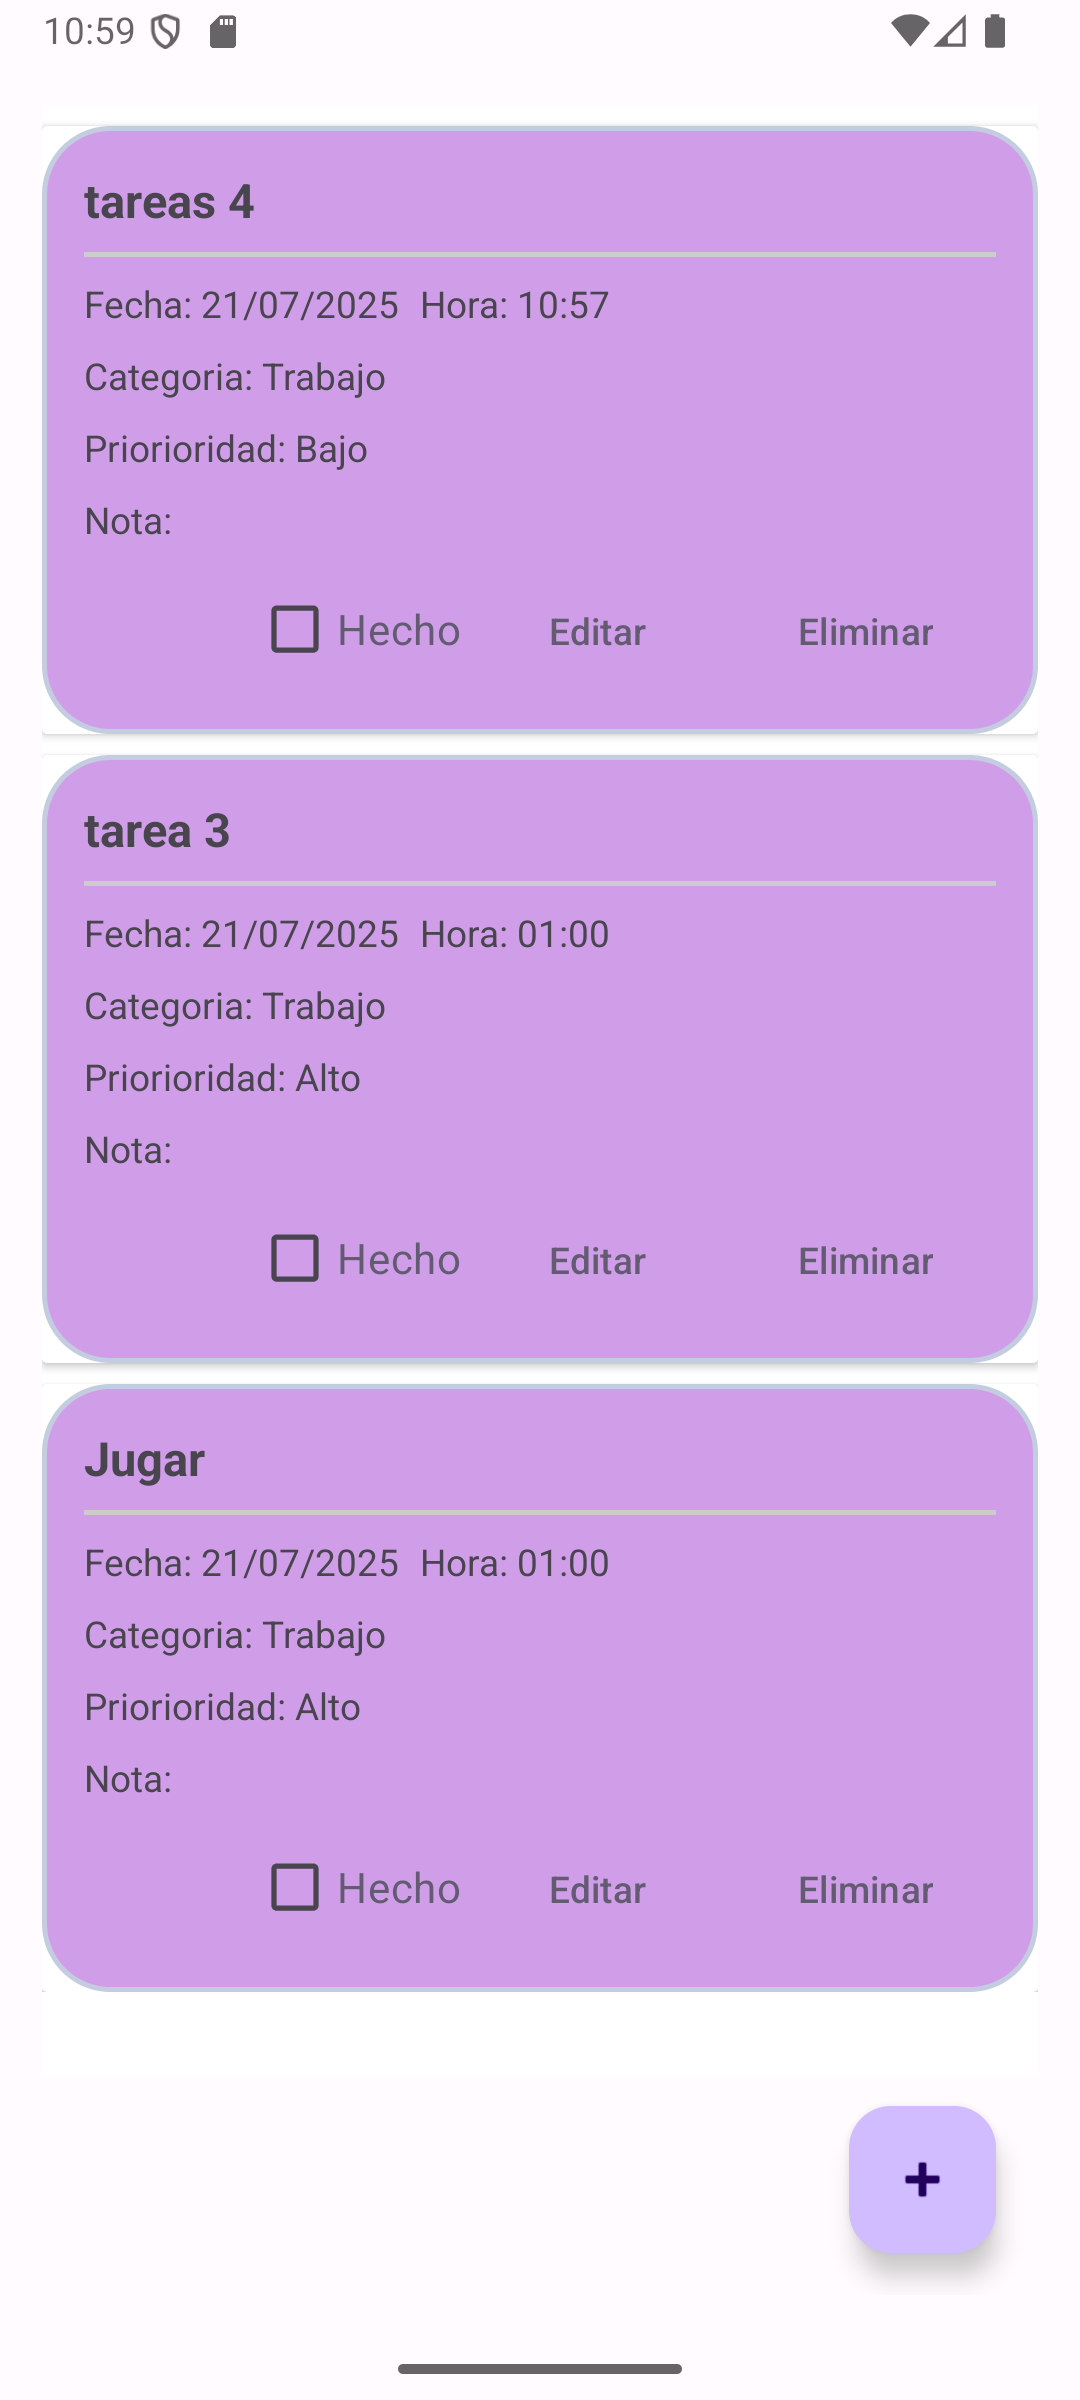 10:59
tareas 4
Fecha: 21/07/2025 Hora: 10:57
Categoria: Trabajo
Priorioridad: Bajo
Nota:
Hecho Editar Eliminar
tarea 3
Fecha: 21/07/2025 Hora: 01:00
Categoria: Trabajo
Priorioridad: Alto
Nota:
Hecho Editar Eliminar
Jugar
Fecha: 21/07/2025 Hora: 01:00
Categoria: Trabajo
Priorioridad: Alto
Nota:
Hecho Editar Eliminar
+